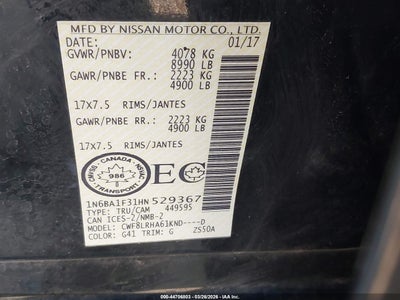 MFD BY NISSAN MOTOR CO., LTD.
DATE: 01/17
GVWR/PNBV: 4078 KG
8990 LB
GAWR/PNBE FR.: 2223 KG
4900 LB
17x7.5 RIMS/JANTES
GAWR/PNBE RR.: 2223 KG
4900 LB
17x7.5 RIMS/JANTES
CANADA
986
TRANSPORT
EC
1N6BA1F31HN529367
TYPE: TRU/CAM 449595
CAN ICES-2/NMB-2
MODEL: CWF8LRHA61KND----D
COLOR: G41 TRIM: G ZS50A
ID: 000-44706803 | 03/26/2026 - © IAA, LLC